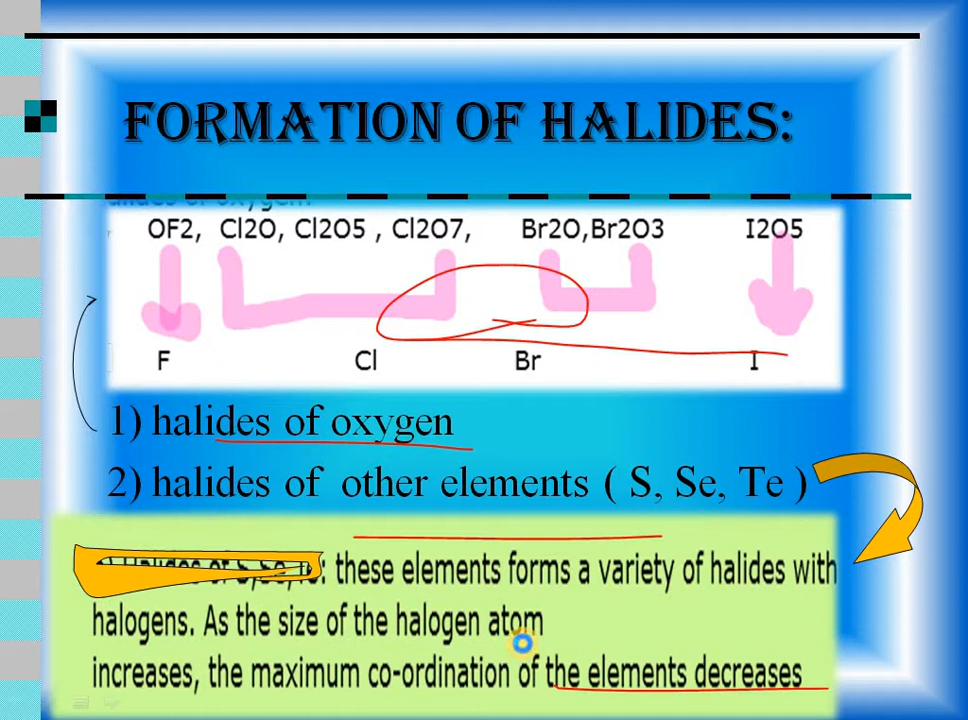 FORMATION OF HALIDES:
OF2, Cl2O, Cl2O5 , Cl2O7, Br2O,Br2O3 I2O5
F Cl Br I
1) halides of oxygen
2) halides of other elements ( S, Se, Te )
these elements forms a variety of halides with
halogens. As the size of the halogen atom
increases, the maximum co-ordination of the elements decreases